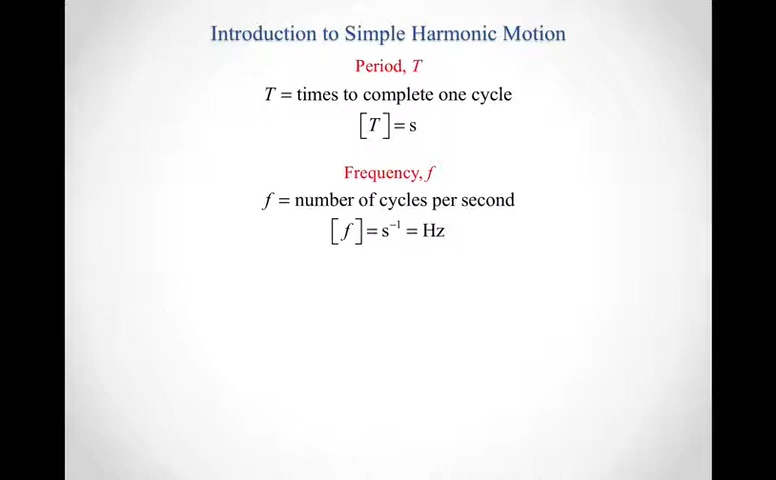 Introduction to Simple Harmonic Motion
Period, T
T = times to complete one cycle
[T] = s
Frequency, f
f = number of cycles per second
[f] = s⁻¹ = Hz